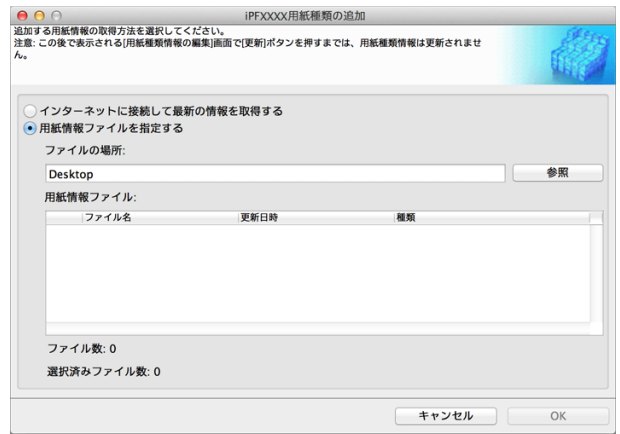 iPFXXXX用紙種類の追加
追加する用紙情報の取得方法を選択してください。
注意: この後で表示される[用紙種類情報の編集]画面で[更新]ボタンを押すまでは、用紙種類情報は更新されませ
ん。
インターネットに接続して最新の情報を取得する
用紙情報ファイルを指定する
ファイルの場所:
Desktop 参照
用紙情報ファイル:
ファイル名 更新日時 種類
ファイル数: 0
選択済みファイル数: 0
キャンセル OK